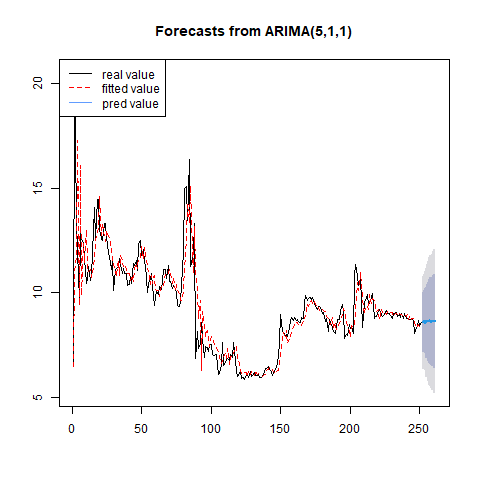 Forecasts from ARIMA(5,1,1)
real value
fitted value
pred value
20
15
10
5
0 50 100 150 200 250